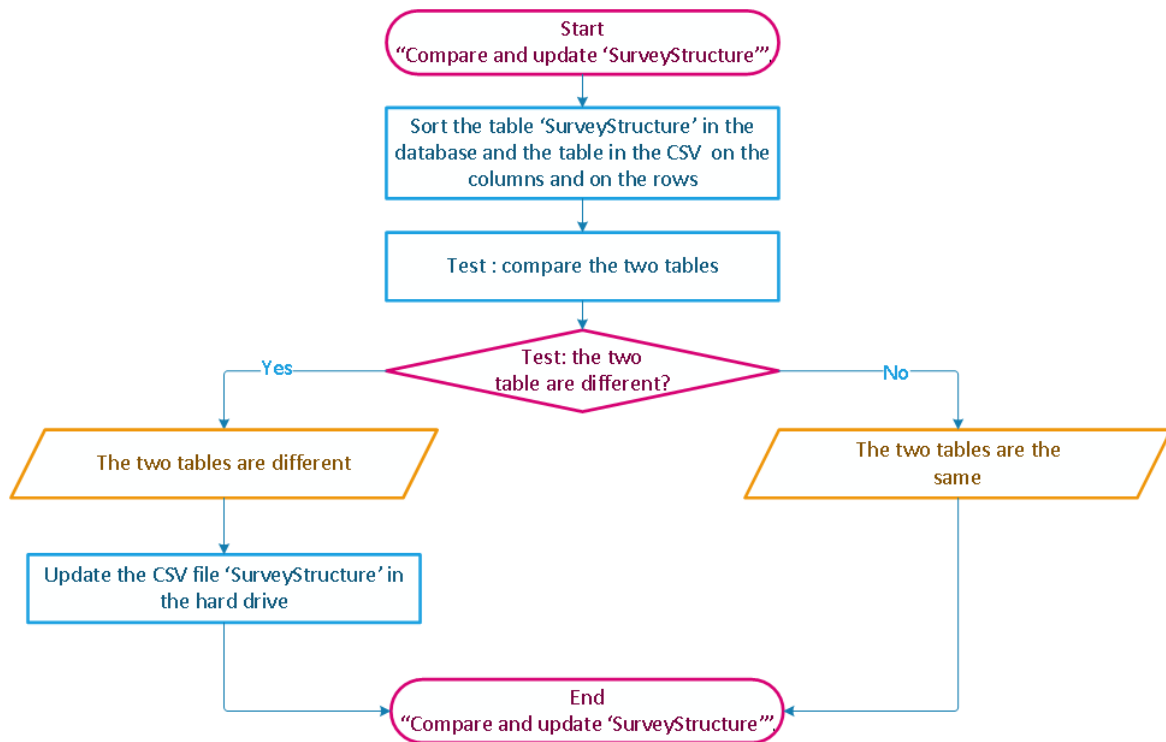 Start
“Compare and update ‘SurveyStructure’”.
Sort the table ‘SurveyStructure’ in the
database and the table in the CSV on the
columns and on the rows
Test : compare the two tables
Test: the two
table are different?
Yes
No
The two tables are different
The two tables are the
same
Update the CSV file ‘SurveyStructure’ in
the hard drive
End
“Compare and update ‘SurveyStructure’”.